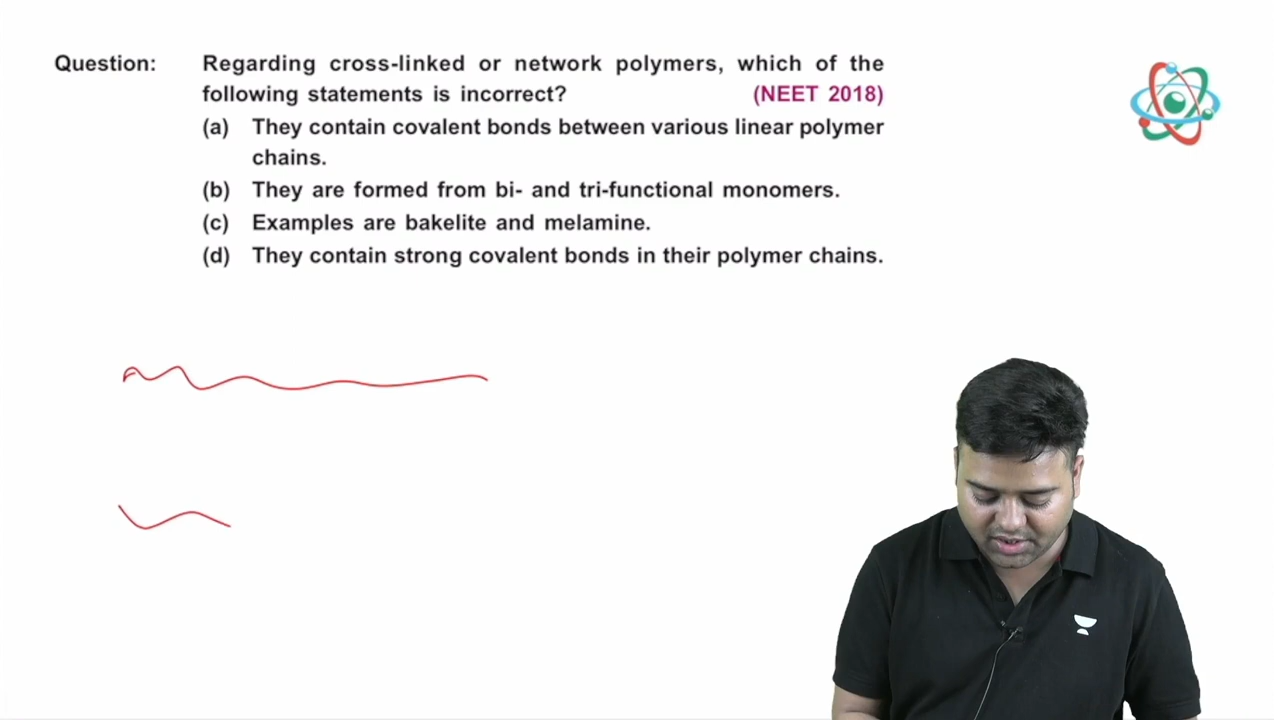 Question: Regarding cross-linked or network polymers, which of the
following statements is incorrect? (NEET 2018)
(a) They contain covalent bonds between various linear polymer
chains.
(b) They are formed from bi- and tri-functional monomers.
(c) Examples are bakelite and melamine.
(d) They contain strong covalent bonds in their polymer chains.